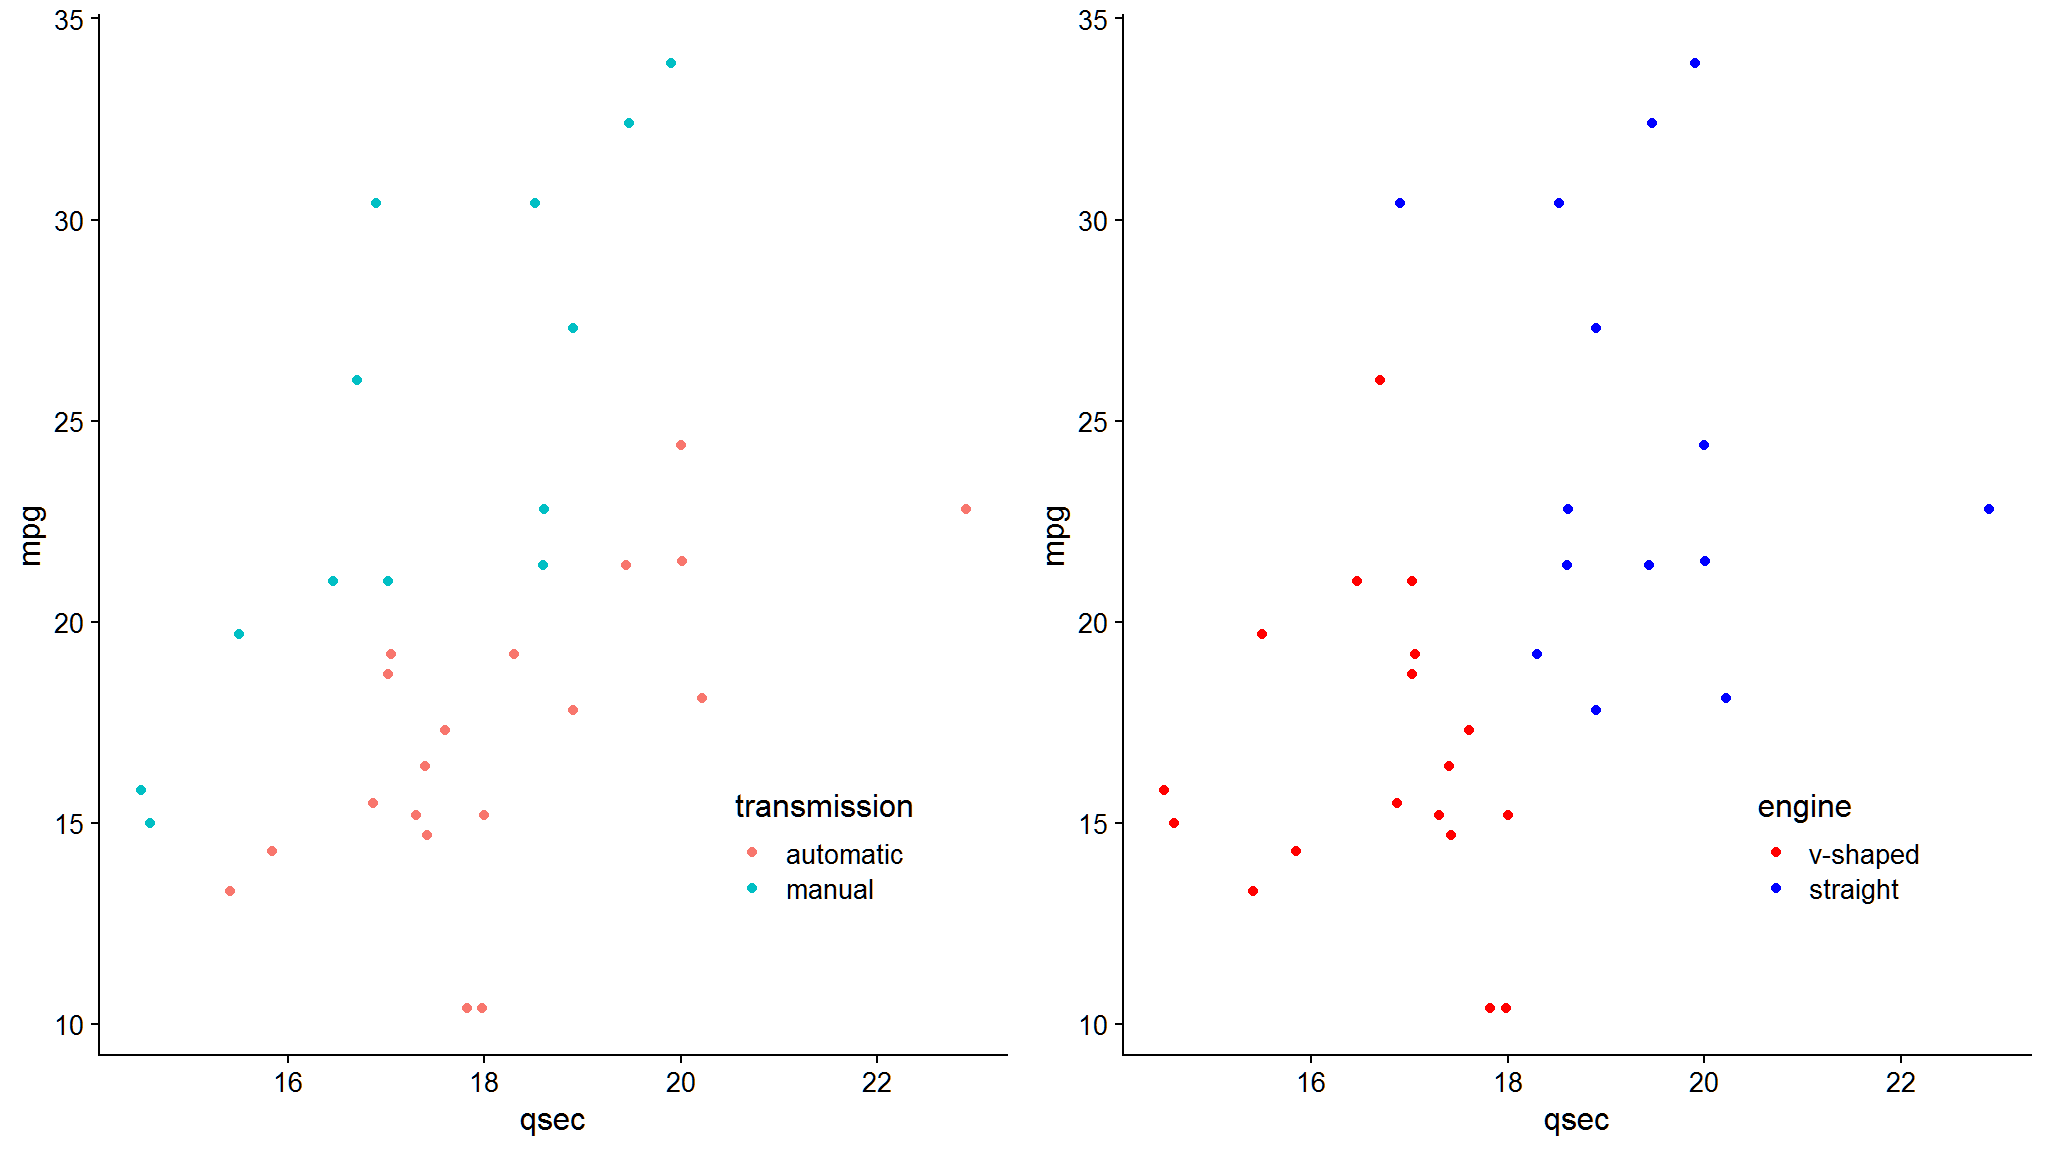 35
30
25
20
15
10
mpg
16 18 20 22
qsec
transmission
automatic
manual
35
30
25
20
15
10
mpg
16 18 20 22
qsec
engine
v-shaped
straight